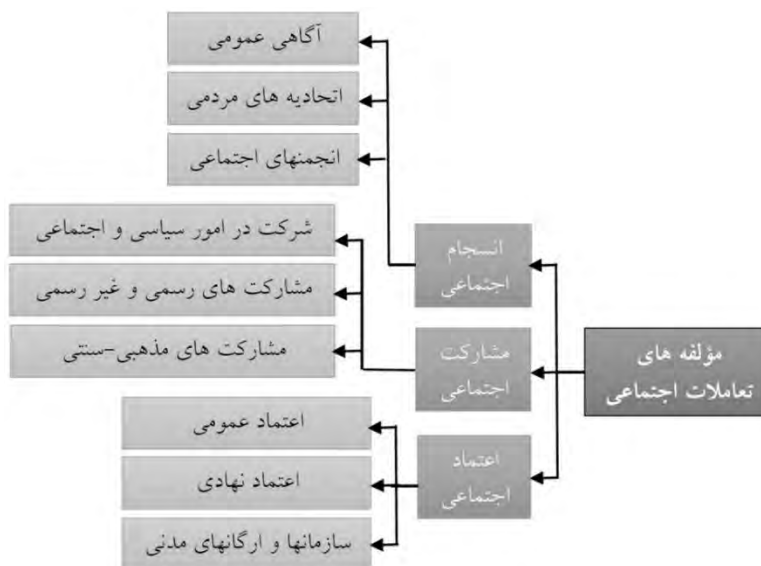 مؤلفه های
تعاملات اجتماعی
انسجام
اجتماعی
آگاهی عمومی
اتحادیه های مردمی
انجمنهای اجتماعی
مشارکت
اجتماعی
شرکت در امور سیاسی و اجتماعی
مشارکت های رسمی و غیر رسمی
مشارکت های مذهبی-سنتی
اعتماد
اجتماعی
اعتماد عمومی
اعتماد نهادی
سازمانها و ارگانهای مدنی